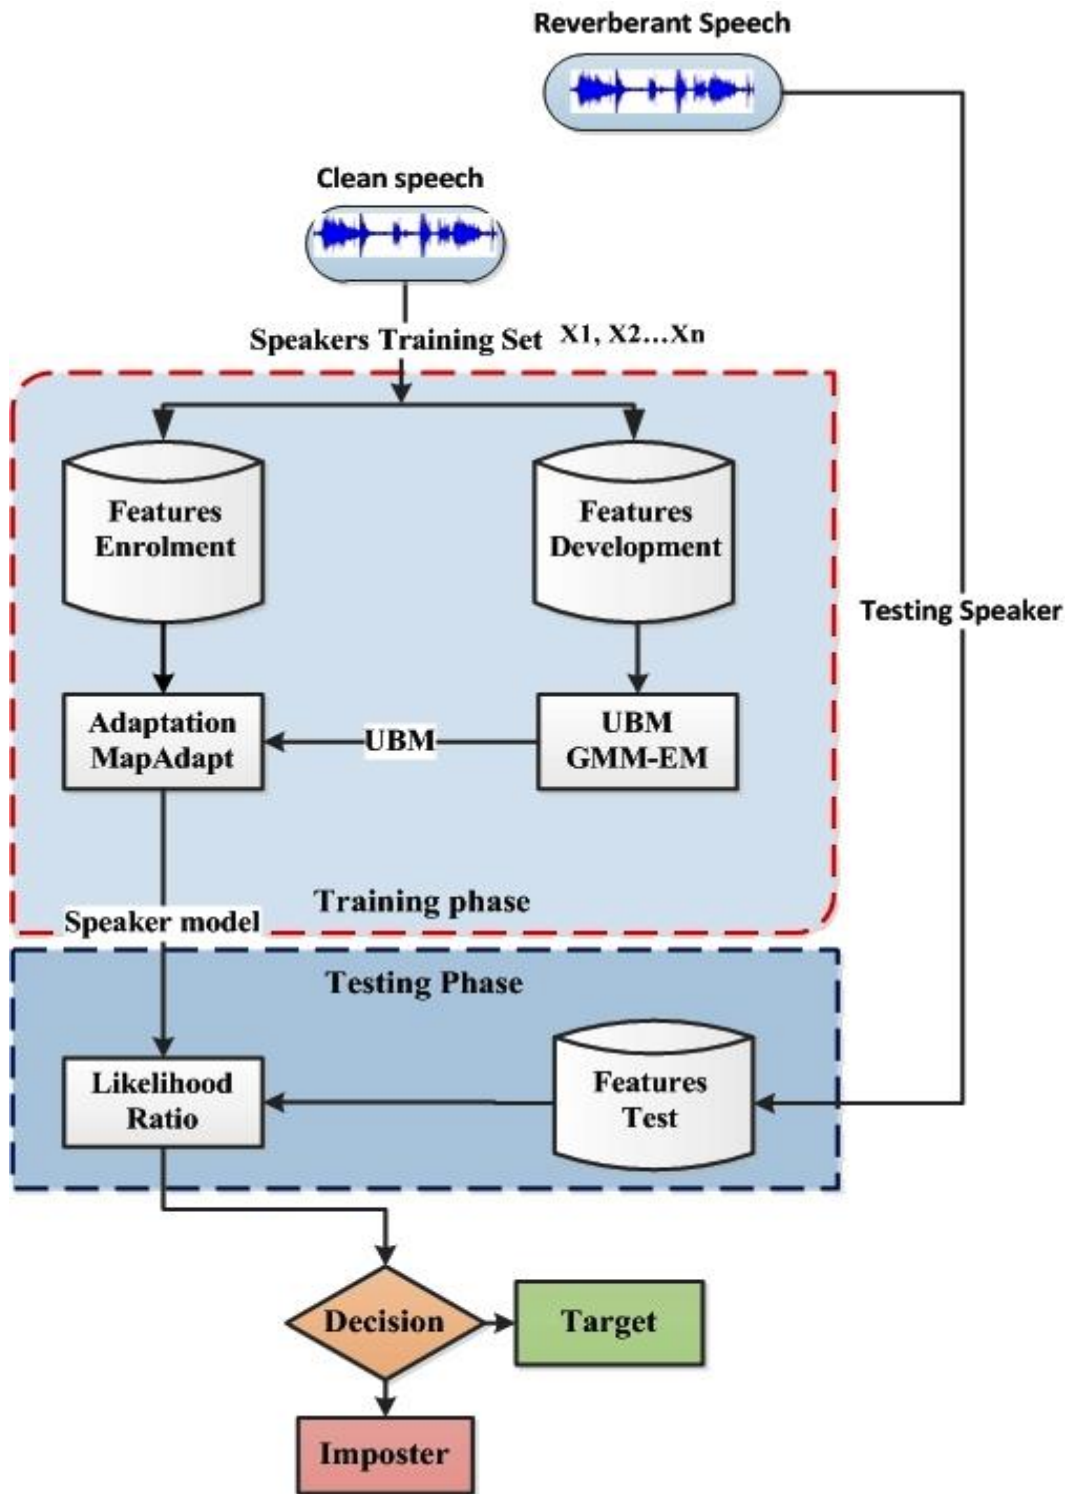 Reverberant Speech
Clean speech
Speakers Training Set X1, X2...Xn
Features
Enrolment
Features
Development
Testing Speaker
Adaptation
MapAdapt
UBM
UBM
GMM-EM
Training phase
Speaker model
Testing Phase
Likelihood
Ratio
Features
Test
Decision
Target
Imposter